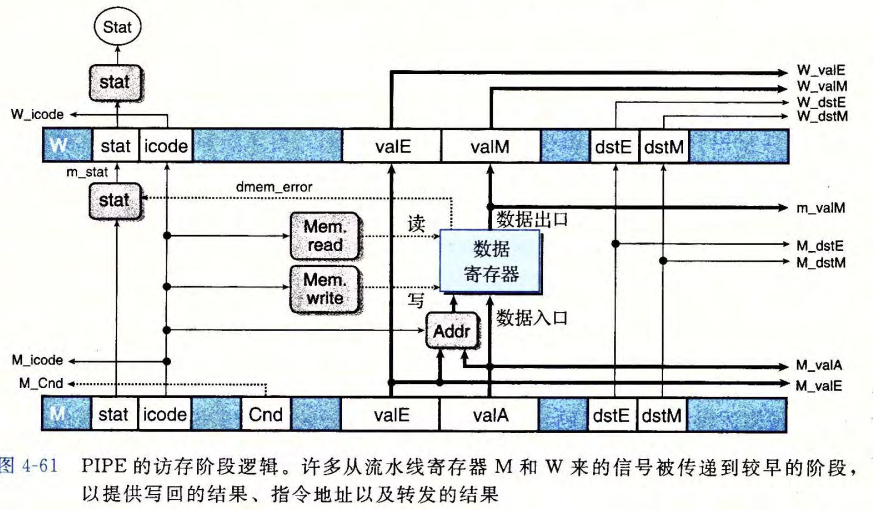 Stat
stat
W_valE
W_valM
W_icode
W_dstE
W_dstM
W stat icode valE valM dstE dstM
m_stat
dmem_error
stat
数据出口
m_valM
Mem. read
读
数据
寄存器
M_dstE
M_dstM
Mem. write
写
Addr
数据入口
M_icode
M_valA
M_Cnd
M_valE
M stat icode Cnd valE valA dstE dstM
图 4-61 PIPE 的访存阶段逻辑。许多从流水线寄存器 M 和 W 来的信号被传递到较早的阶段，
以提供写回的结果、指令地址以及转发的结果